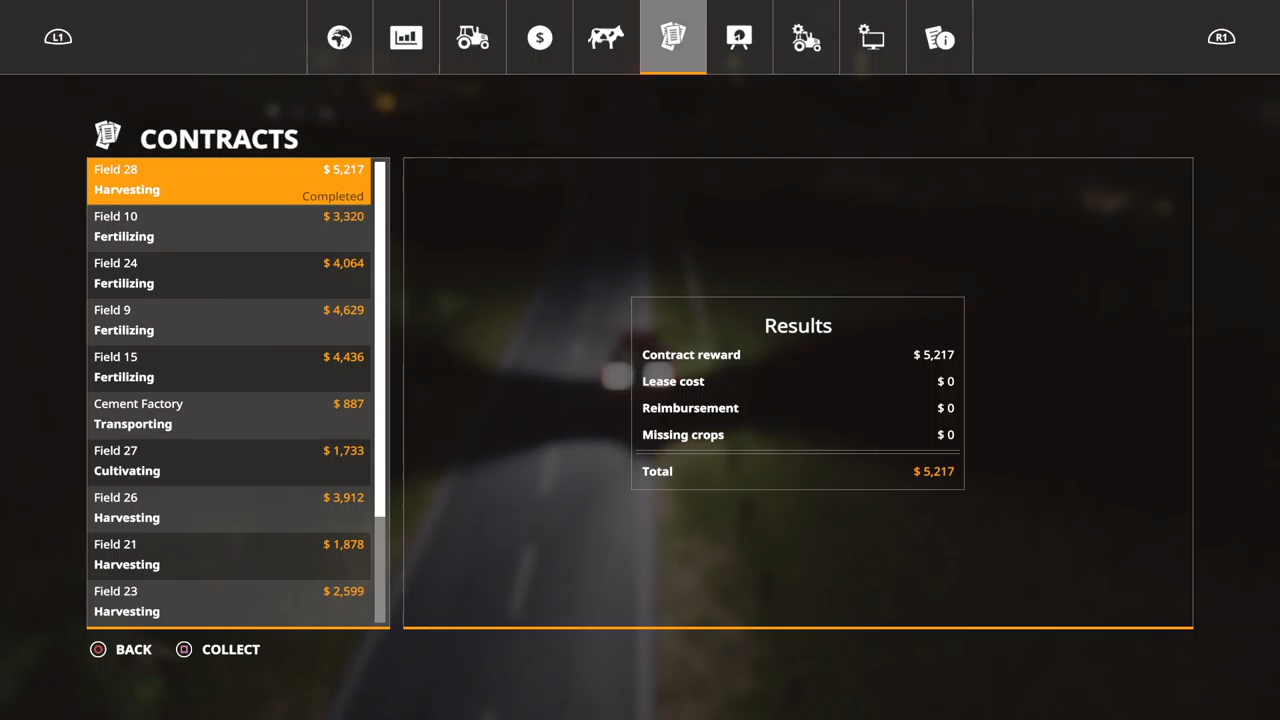 L1
$
i
R1
CONTRACTS
Field 28 $ 5,217
Harvesting Completed
Field 10 $ 3,320
Fertilizing
Field 24 $ 4,064
Fertilizing
Field 9 $ 4,629
Fertilizing
Field 15 $ 4,436
Fertilizing
Cement Factory $ 887
Transporting
Field 27 $ 1,733
Cultivating
Field 26 $ 3,912
Harvesting
Field 21 $ 1,878
Harvesting
Field 23 $ 2,599
Harvesting
Results
Contract reward $ 5,217
Lease cost $ 0
Reimbursement $ 0
Missing crops $ 0
Total $ 5,217
BACK COLLECT